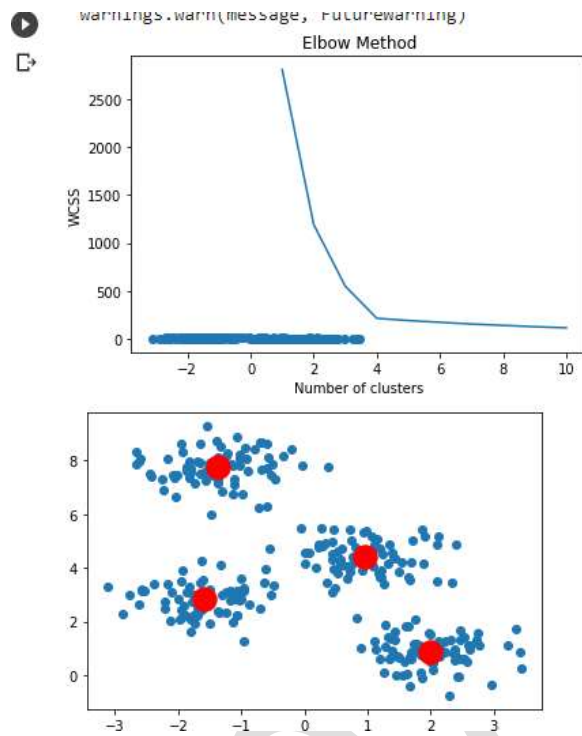 warnings.warn(message, FutureWarning)
Elbow Method
2500
2000
1500
1000
500
0
WCSS
−2 0 2 4 6 8 10
Number of clusters
8
6
4
2
0
−3 −2 −1 0 1 2 3